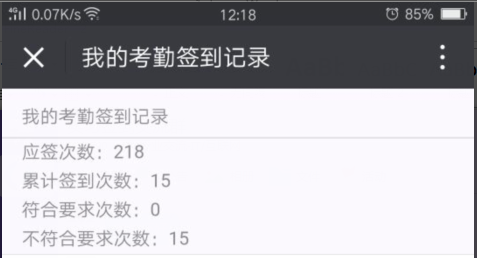 4G 0.07K/s 12:18 85%
我的考勤签到记录
我的考勤签到记录
应签次数：218
累计签到次数：15
符合要求次数：0
不符合要求次数：15